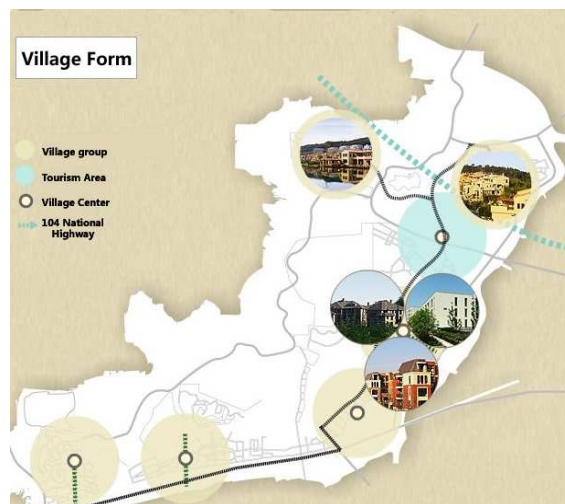 Village Form
Village group
Tourism Area
Village Center
104 National
Highway